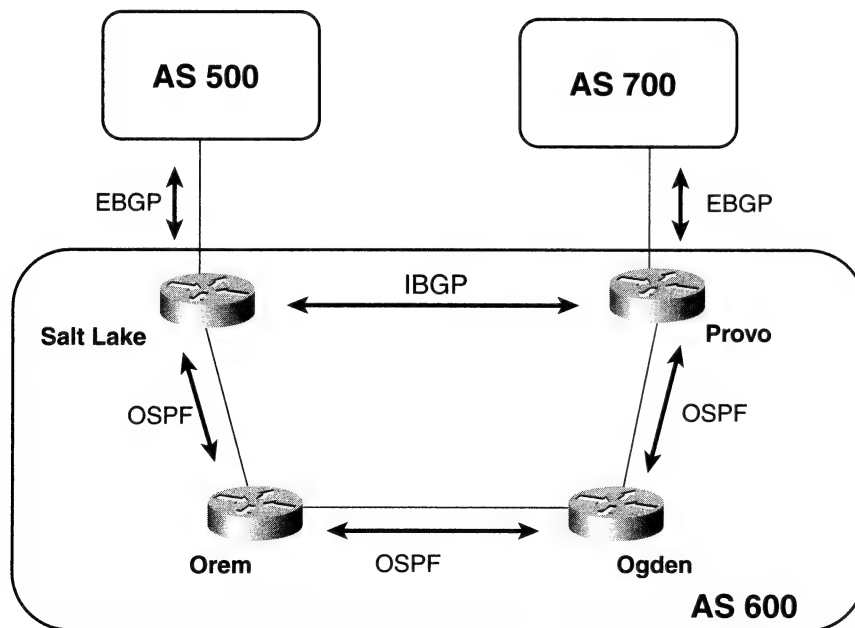 AS 500
AS 700
EBGP
EBGP
IBGP
Salt Lake
Provo
OSPF
OSPF
Orem
OSPF
Ogden
AS 600